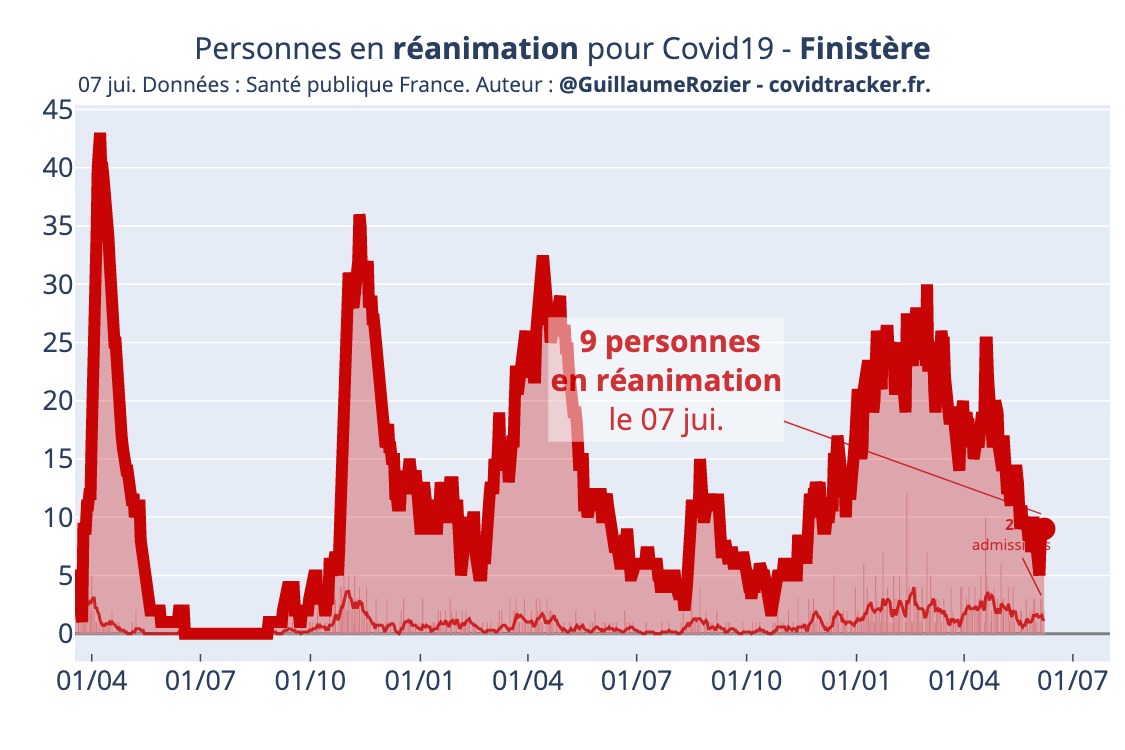 Personnes en réanimation pour Covid19 - Finistère
07 jui. Données : Santé publique France. Auteur : @GuillaumeRozier - covidtracker.fr.
45
40
35
30
25
20
15
10
5
0
9 personnes
en réanimation
le 07 jui.
2
admissions
01/04 01/07 01/10 01/01 01/04 01/07 01/10 01/01 01/04 01/07